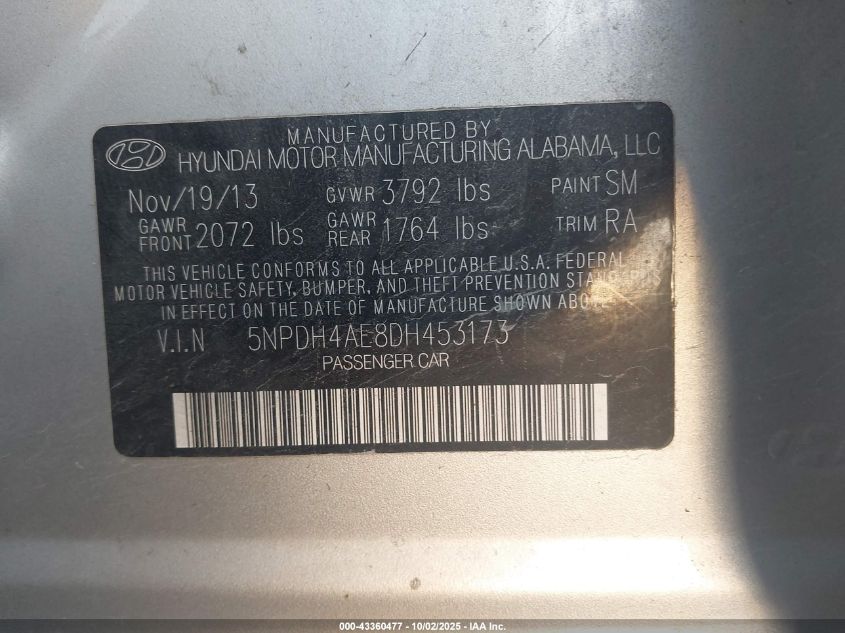 MANUFACTURED BY
HYUNDAI MOTOR MANUFACTURING ALABAMA, LLC
Nov/19/13 GVWR 3792 lbs PAINT SM
GAWR FRONT 2072 lbs GAWR REAR 1764 lbs TRIM RA
THIS VEHICLE CONFORMS TO ALL APPLICABLE U.S.A. FEDERAL
MOTOR VEHICLE SAFETY, BUMPER, AND THEFT PREVENTION STANDARDS
IN EFFECT ON THE DATE OF MANUFACTURE SHOWN ABOVE.
V.I.N 5NPDH4AE8DH453173
PASSENGER CAR
000-43360477 - 10/02/2025 - IAA Inc.